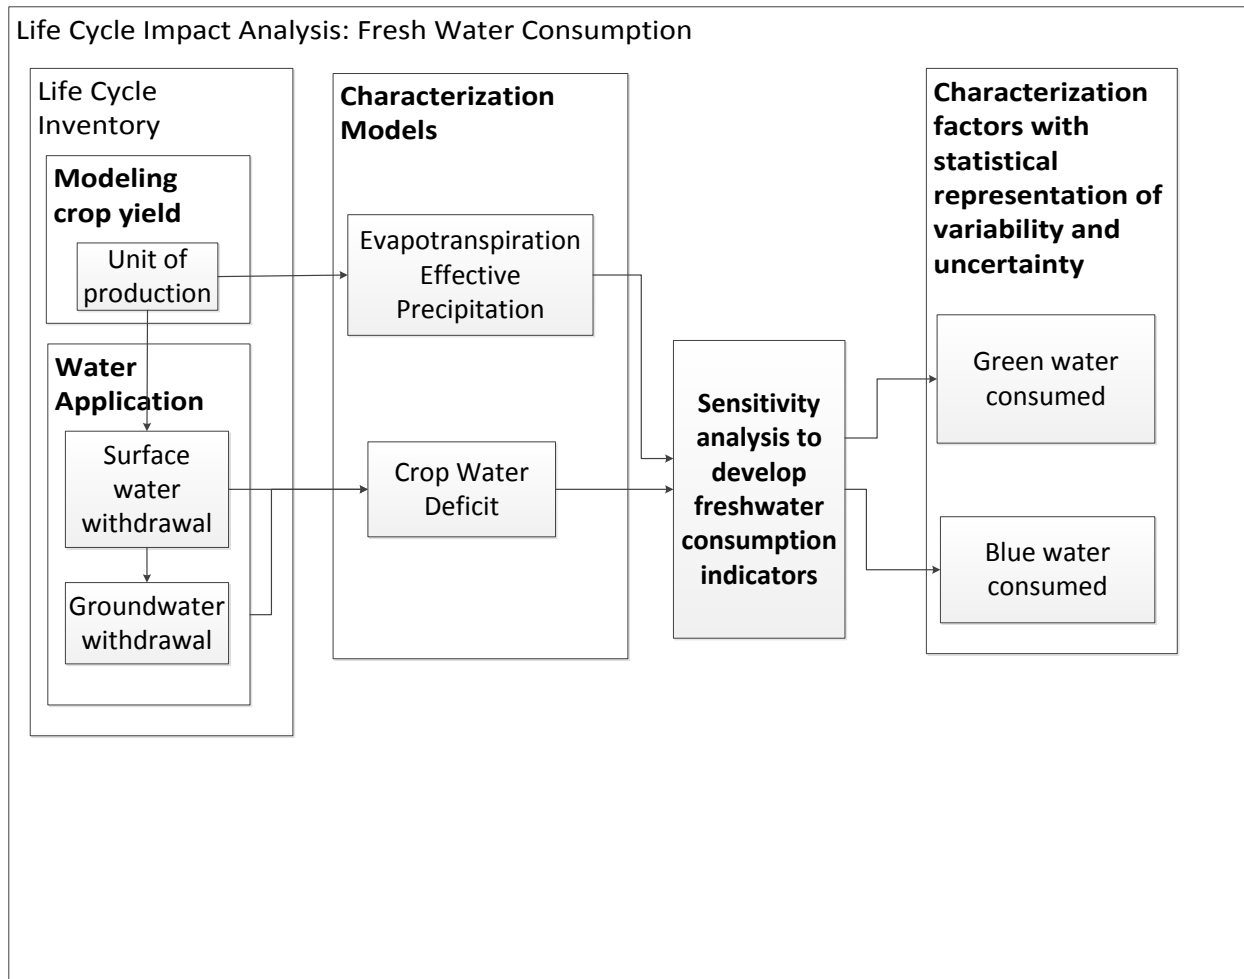 Life Cycle Impact Analysis: Fresh Water Consumption
Life Cycle
Inventory
Modeling
crop yield
Unit of
production
Water
Application
Surface
water
withdrawal
Groundwater
withdrawal
Characterization
Models
Evapotranspiration
Effective
Precipitation
Crop Water
Deficit
Sensitivity
analysis to
develop
freshwater
consumption
indicators
Characterization
factors with
statistical
representation of
variability and
uncertainty
Green water
consumed
Blue water
consumed